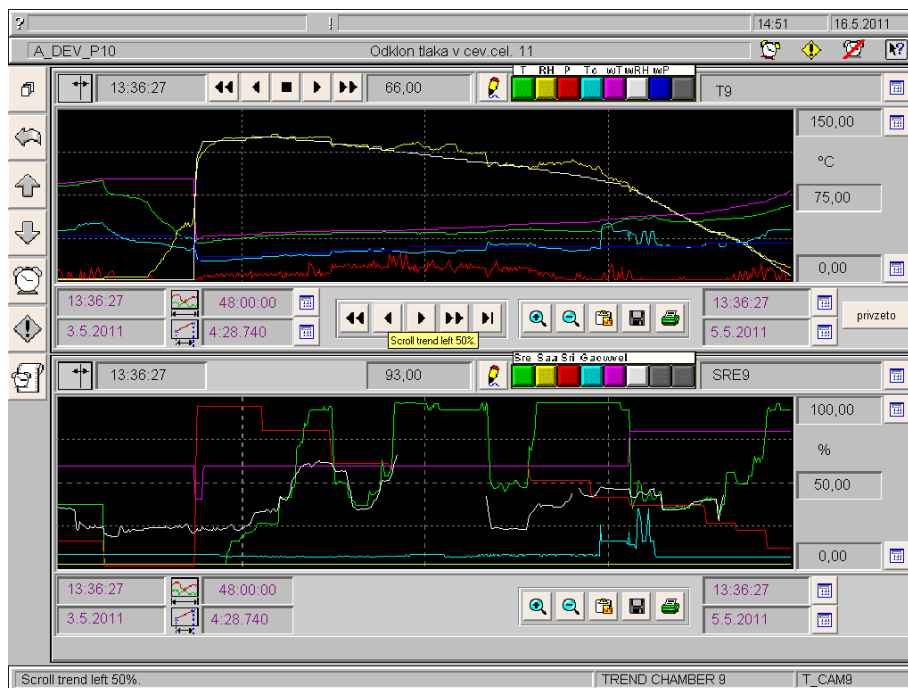 ? ! 14:51 16.5.2011
A_DEV_P10 Odklon tlaka v cev.cel. 11
T RH P Tc wT wRH wP
13:36:27 66,00 T9
150,00
°C
75,00
0,00
13:36:27 48:00:00 13:36:27
3.5.2011 4:28.740 5.5.2011
privzeto
Scroll trend left 50%.
Sre Saa Sri
13:36:27 93,00 SRE9
100,00
%
50,00
0,00
13:36:27 48:00:00 13:36:27
3.5.2011 4:28.740 5.5.2011
Scroll trend left 50%. TREND CHAMBER 9 T_CAM9